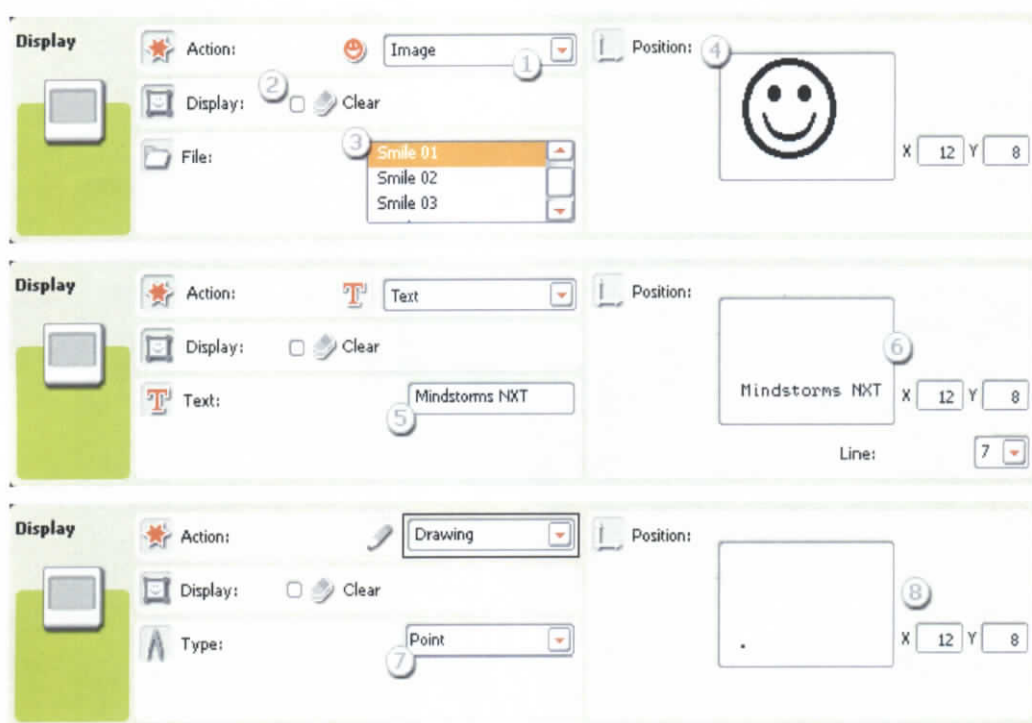 Display
Action: Image 1 Position: 4
2 Display: Clear
3 File: Smile 01
Smile 02
Smile 03
X 12 Y 8
Display
Action: T Text Position:
Display: Clear 6
T Text: Mindstorms NXT Mindstorms NXT X 12 Y 8
5
Line: 7
Display
Action: Drawing Position:
Display: Clear 8
Type: Point X 12 Y 8
7